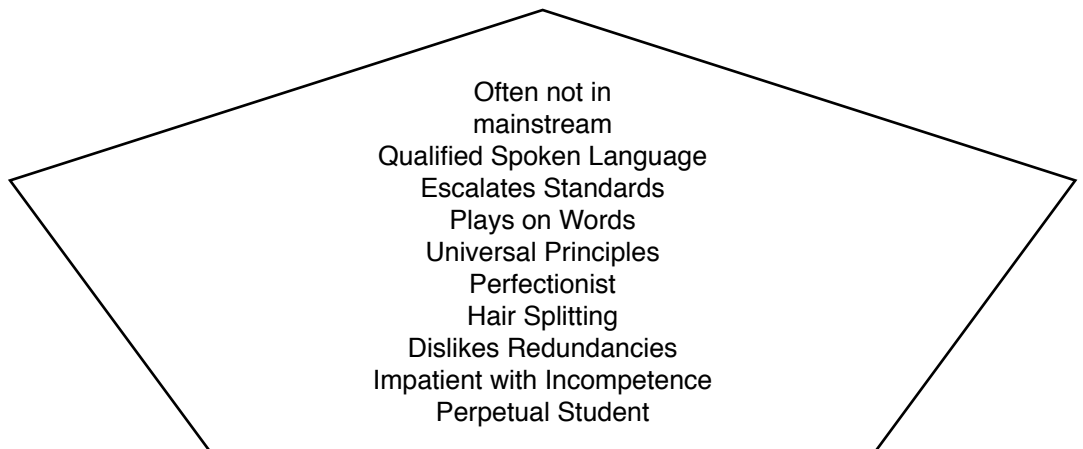 Often not in
mainstream
Qualified Spoken Language
Escalates Standards
Plays on Words
Universal Principles
Perfectionist
Hair Splitting
Dislikes Redundancies
Impatient with Incompetence
Perpetual Student